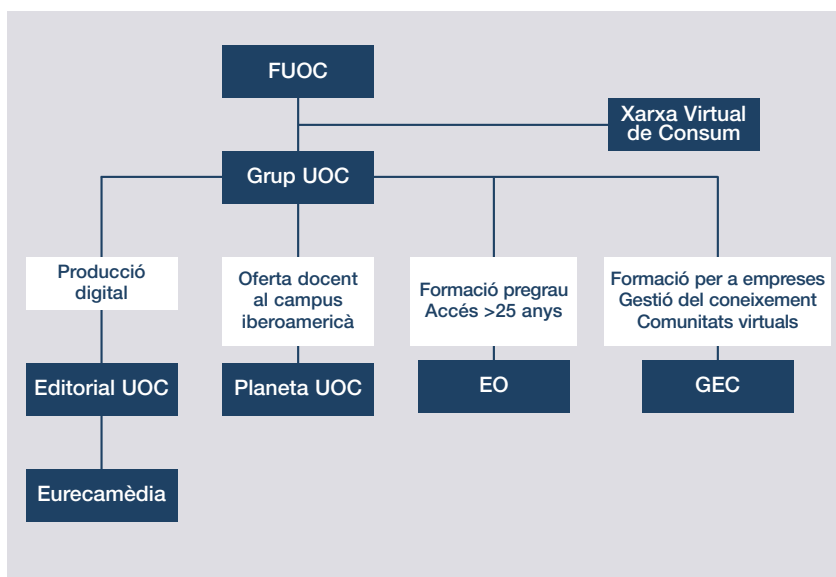 FUOC
Xarxa Virtual
de Consum
Grup UOC
Producció
digital
Oferta docent
al campus
iberoamericà
Formació pregrau
Accés >25 anys
Formació per a empreses
Gestió del coneixement
Comunitats virtuals
Editorial UOC
Planeta UOC
EO
GEC
Eurecamèdia